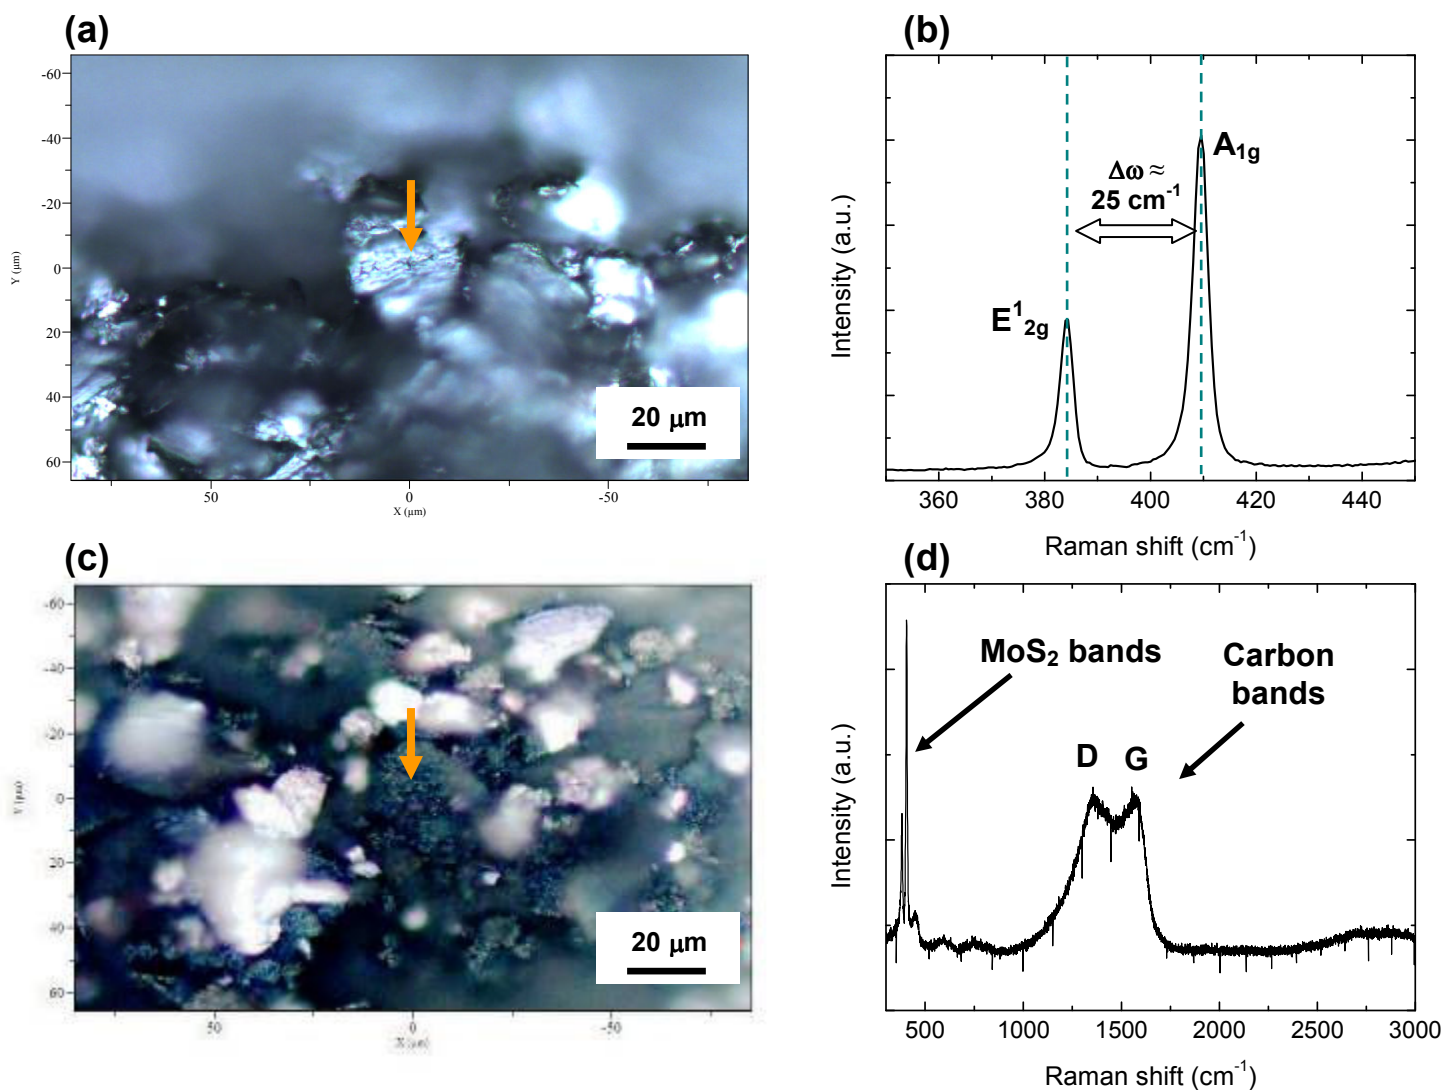 (a)
-60
-40
-20
0
20
40
60
Y (µm)
50
0
-50
X (µm)
20 µm
(b)
Intensity (a.u.)
E¹₂g
A₁g
Δω ≈
25 cm⁻¹
360
380
400
420
440
Raman shift (cm⁻¹)
(c)
-60
-40
-20
0
20
40
60
Y (µm)
50
0
-50
X (µm)
20 µm
(d)
Intensity (a.u.)
MoS₂ bands
Carbon
bands
D
G
500
1000
1500
2000
2500
3000
Raman shift (cm⁻¹)